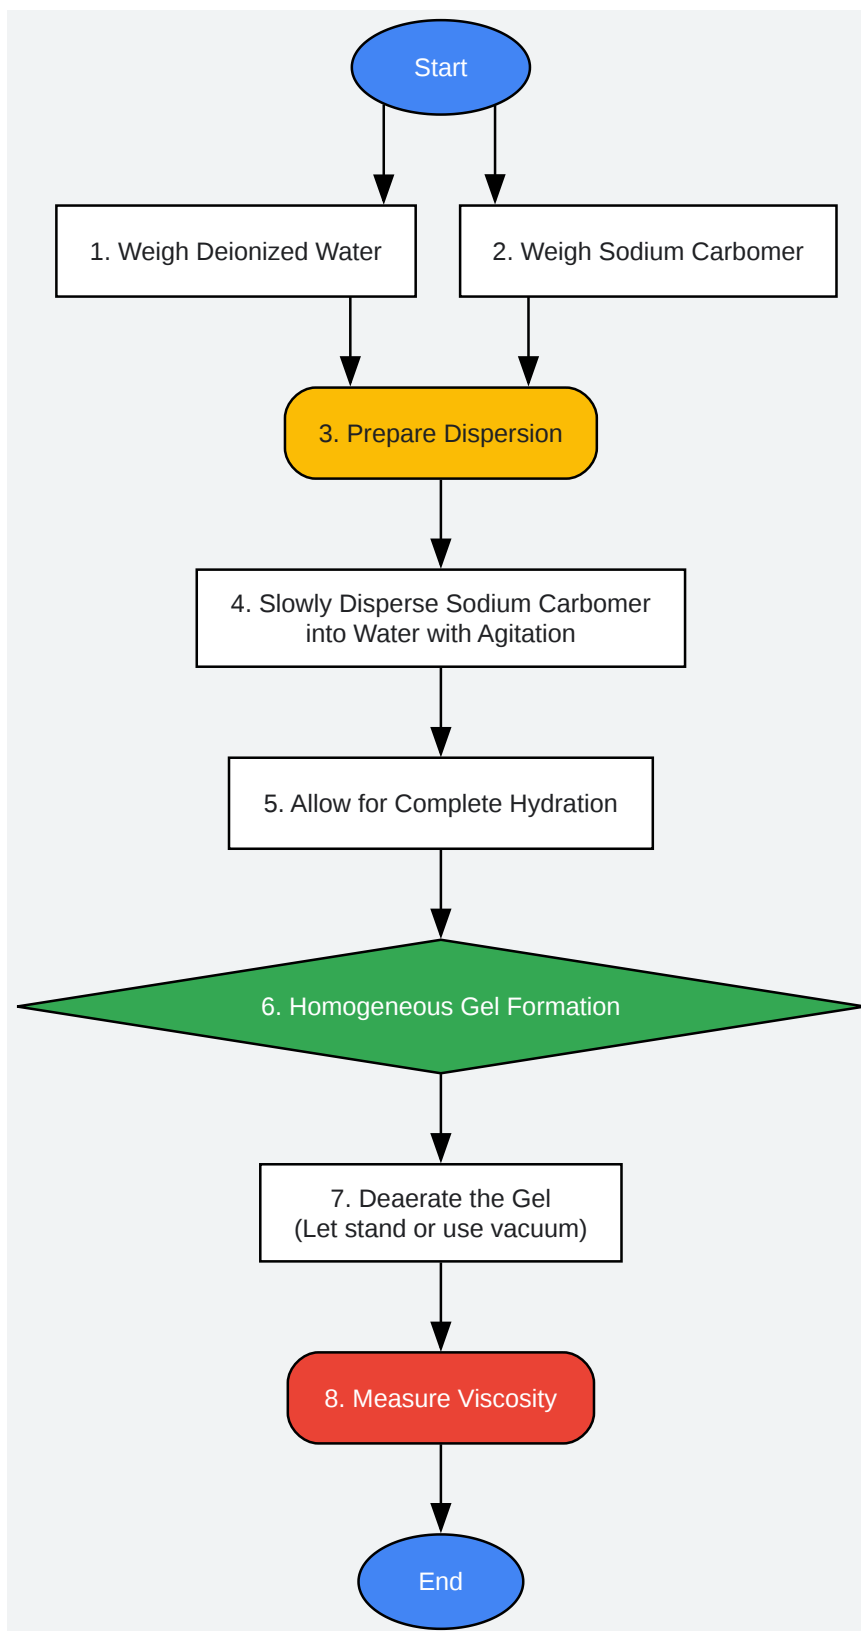 Start
1. Weigh Deionized Water
2. Weigh Sodium Carbomer
3. Prepare Dispersion
4. Slowly Disperse Sodium Carbomer
into Water with Agitation
5. Allow for Complete Hydration
6. Homogeneous Gel Formation
7. Deaerate the Gel
(Let stand or use vacuum)
8. Measure Viscosity
End